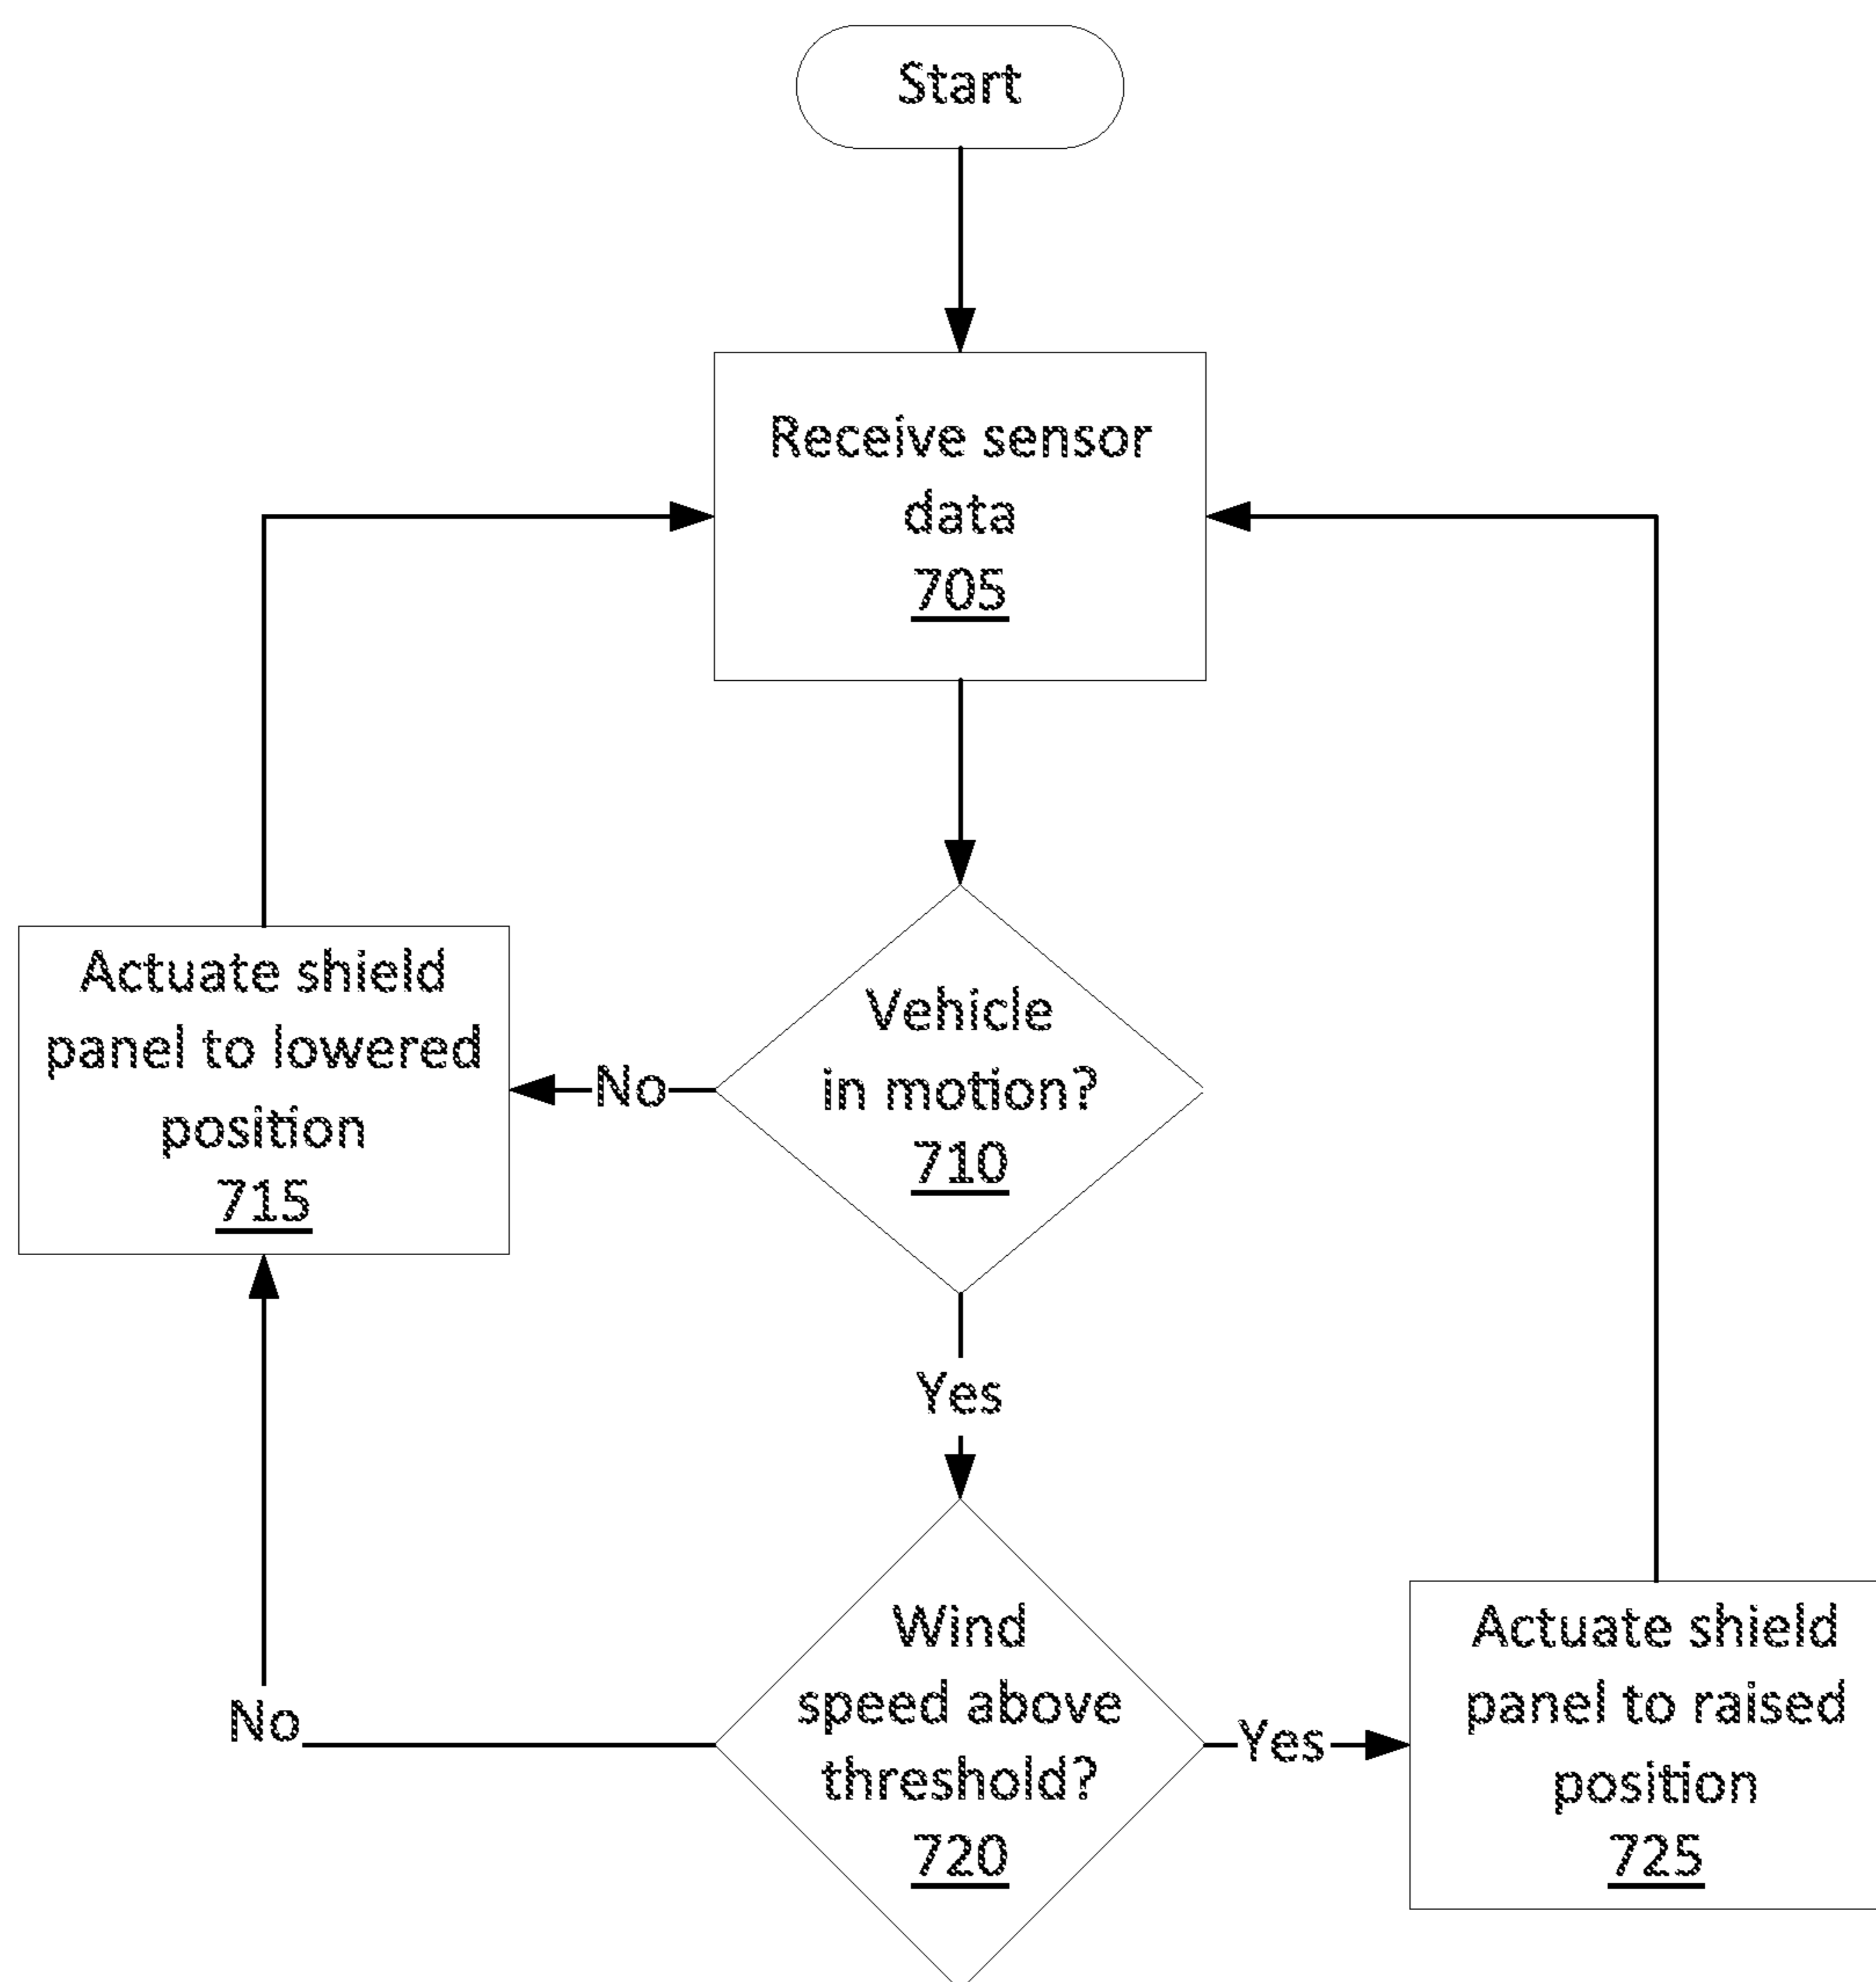 Start
Receive sensor
data
705
Vehicle
in motion?
710
No
Actuate shield
panel to lowered
position
715
Yes
Wind
speed above
threshold?
720
No
Yes
Actuate shield
panel to raised
position
725